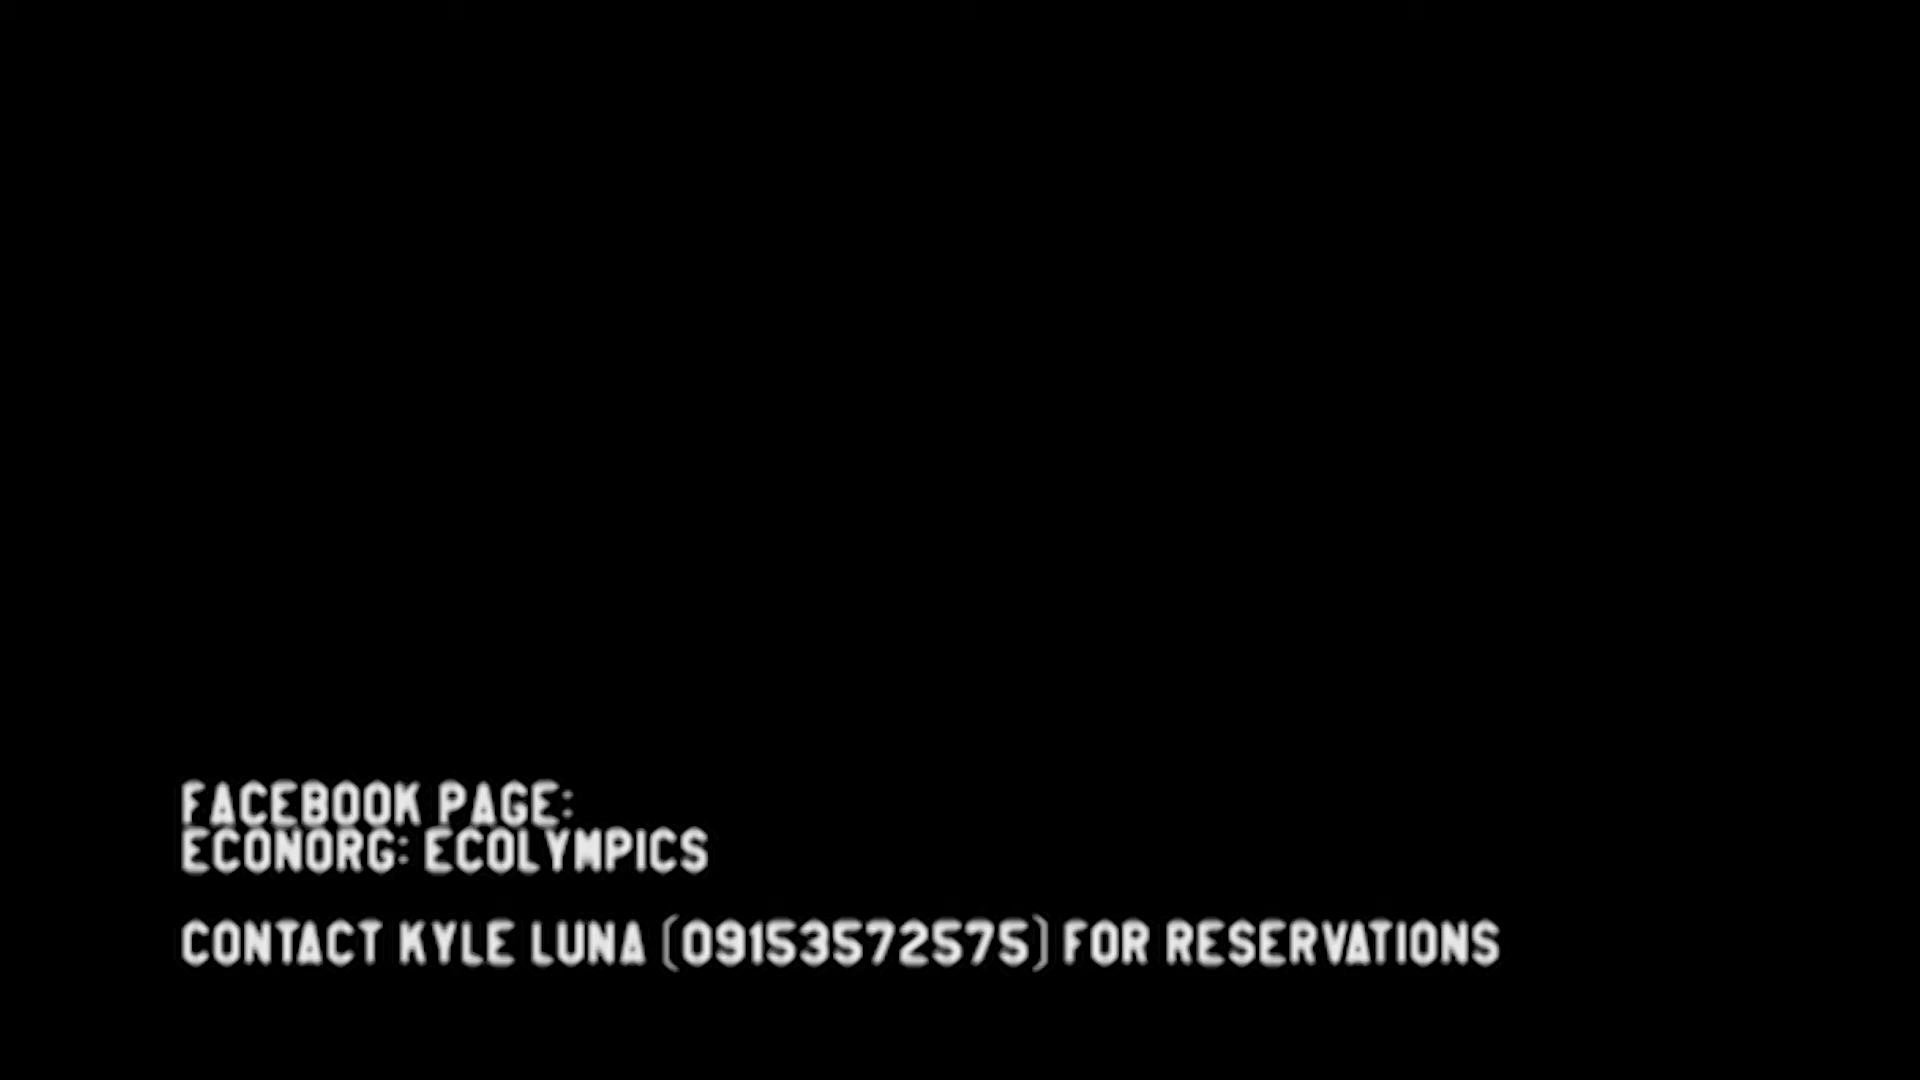 FACEBOOK PAGE:
ECONORG: ECOLYMPICS
CONTACT KYLE LUNA (09153572575) FOR RESERVATIONS